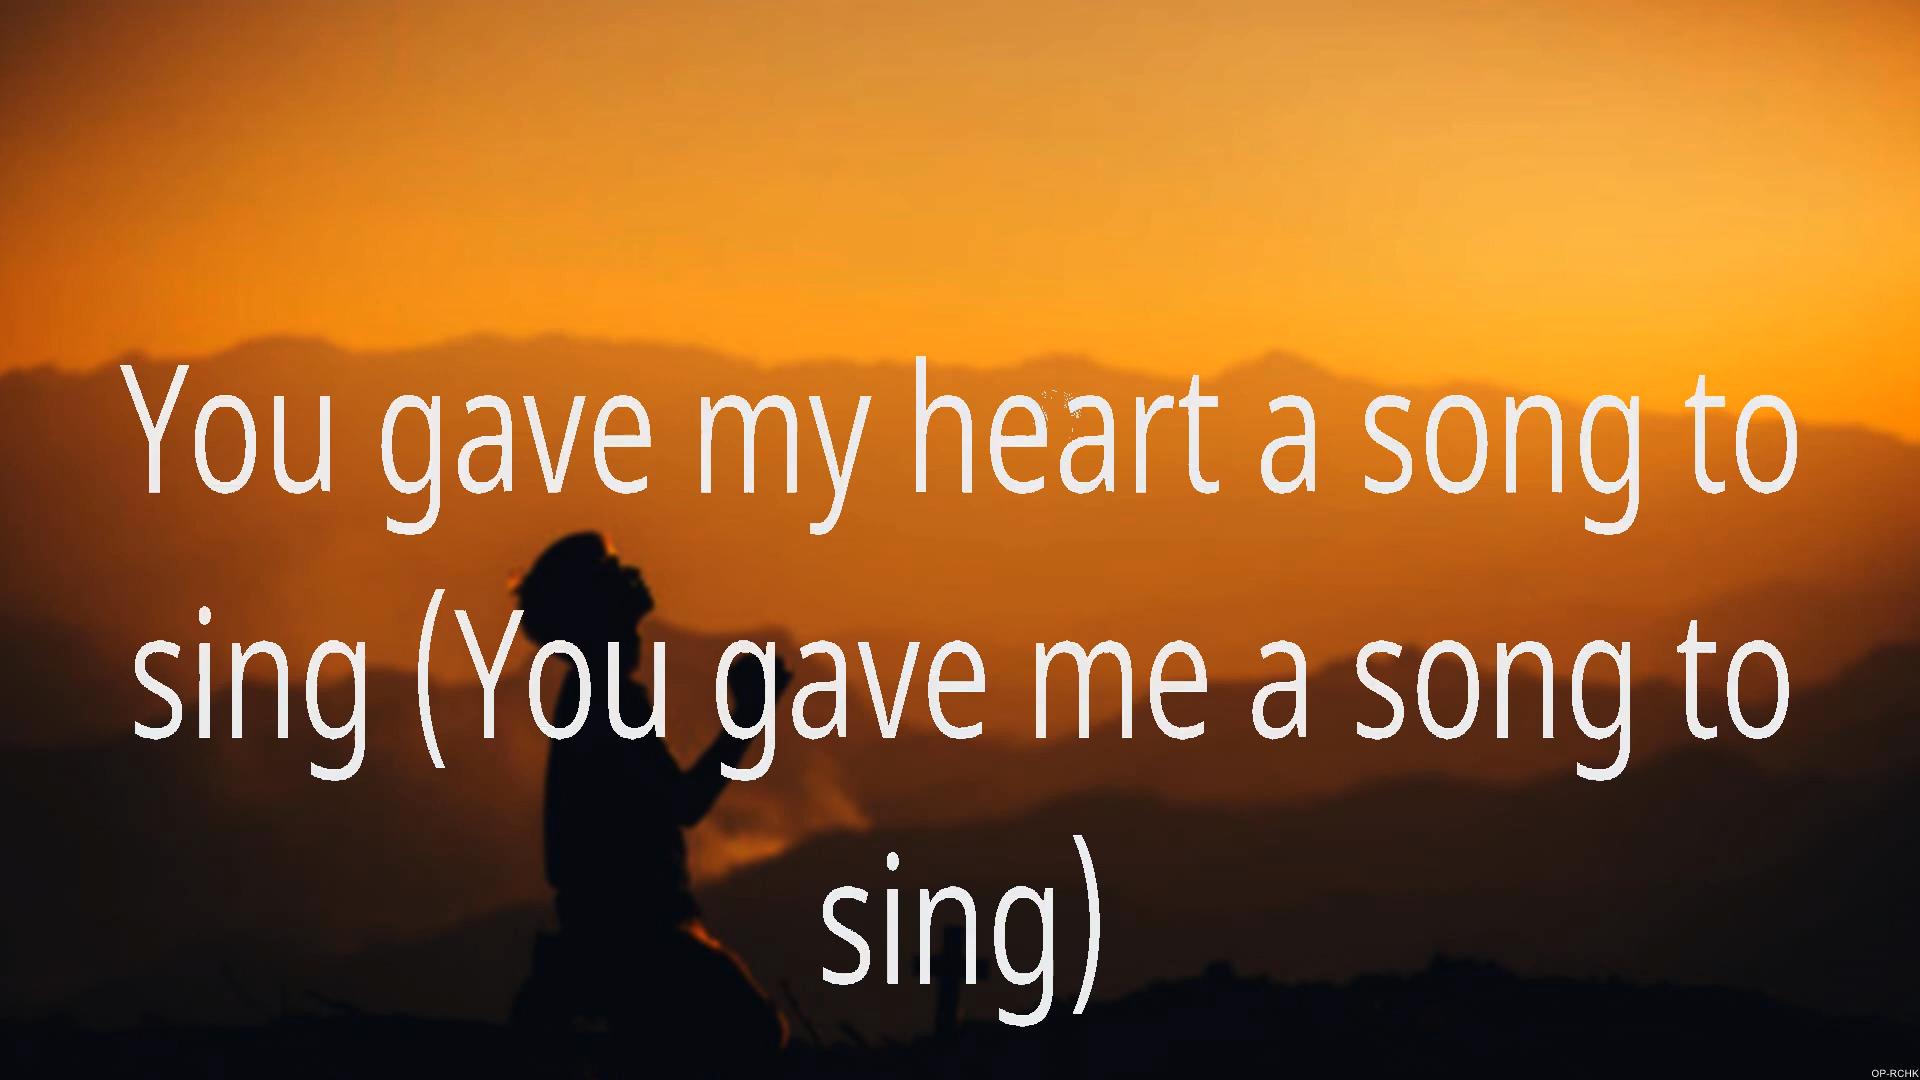 You gave my heart a song to
sing (You gave me a song to
sing)
OP-RCHK